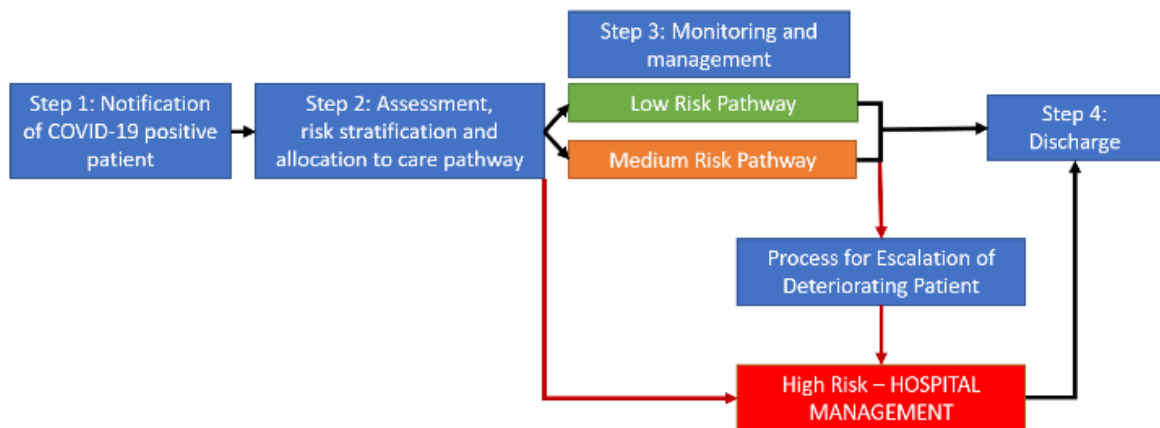 Step 1: Notification
of COVID-19 positive
patient
Step 2: Assessment,
risk stratification and
allocation to care pathway
Step 3: Monitoring and
management
Low Risk Pathway
Medium Risk Pathway
Step 4:
Discharge
Process for Escalation of
Deteriorating Patient
High Risk – HOSPITAL
MANAGEMENT